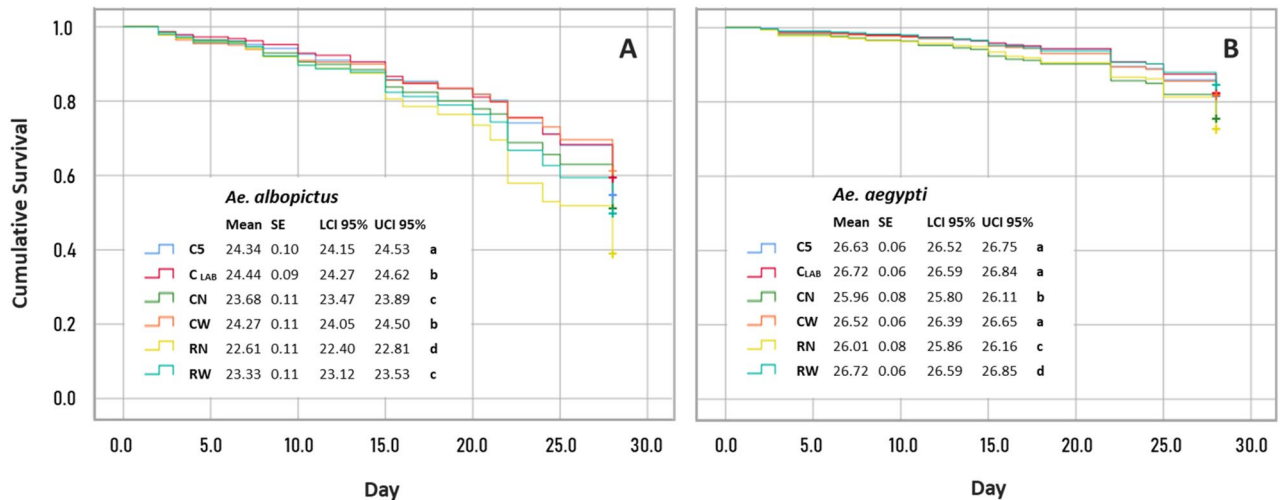 A
B
Cumulative Survival
1.0
0.8
0.6
0.4
0.2
0.0
Ae. albopictus
Mean SE LCI 95% UCI 95%
C5 24.34 0.10 24.15 24.53 a
C LAB 24.44 0.09 24.27 24.62 b
CN 23.68 0.11 23.47 23.89 c
CW 24.27 0.11 24.05 24.50 b
RN 22.61 0.11 22.40 22.81 d
RW 23.33 0.11 23.12 23.53 c
0.0 5.0 10.0 15.0 20.0 25.0 30.0
Day
Ae. aegypti
Mean SE LCI 95% UCI 95%
C5 26.63 0.06 26.52 26.75 a
CLAB 26.72 0.06 26.59 26.84 a
CN 25.96 0.08 25.80 26.11 b
CW 26.52 0.06 26.39 26.65 a
RN 26.01 0.08 25.86 26.16 c
RW 26.72 0.06 26.59 26.85 d
0.0 5.0 10.0 15.0 20.0 25.0 30.0
Day